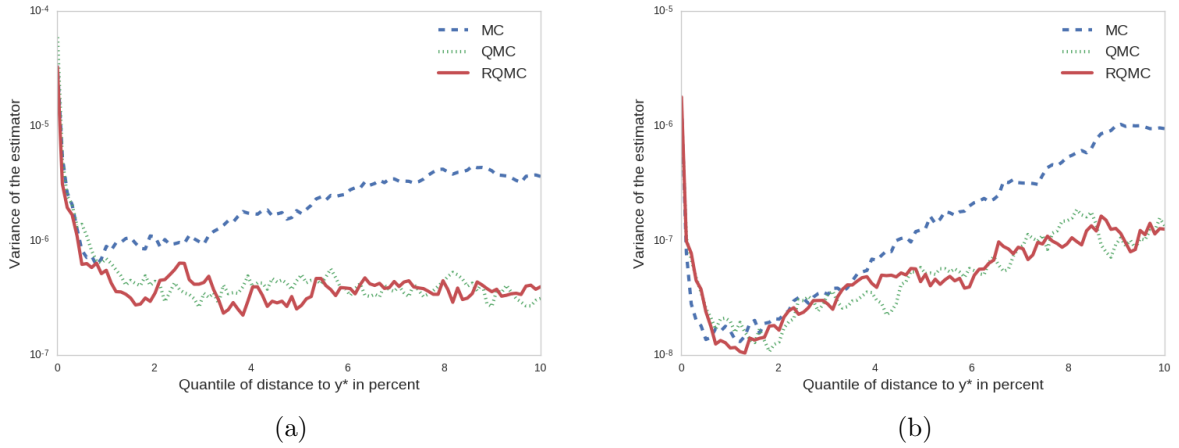 10-4
10-5
10-6
10-7
Variance of the estimator
MC
QMC
RQMC
0 2 4 6 8 10
Quantile of distance to y* in percent
(a)
10-5
10-6
10-7
10-8
Variance of the estimator
MC
QMC
RQMC
0 2 4 6 8 10
Quantile of distance to y* in percent
(b)